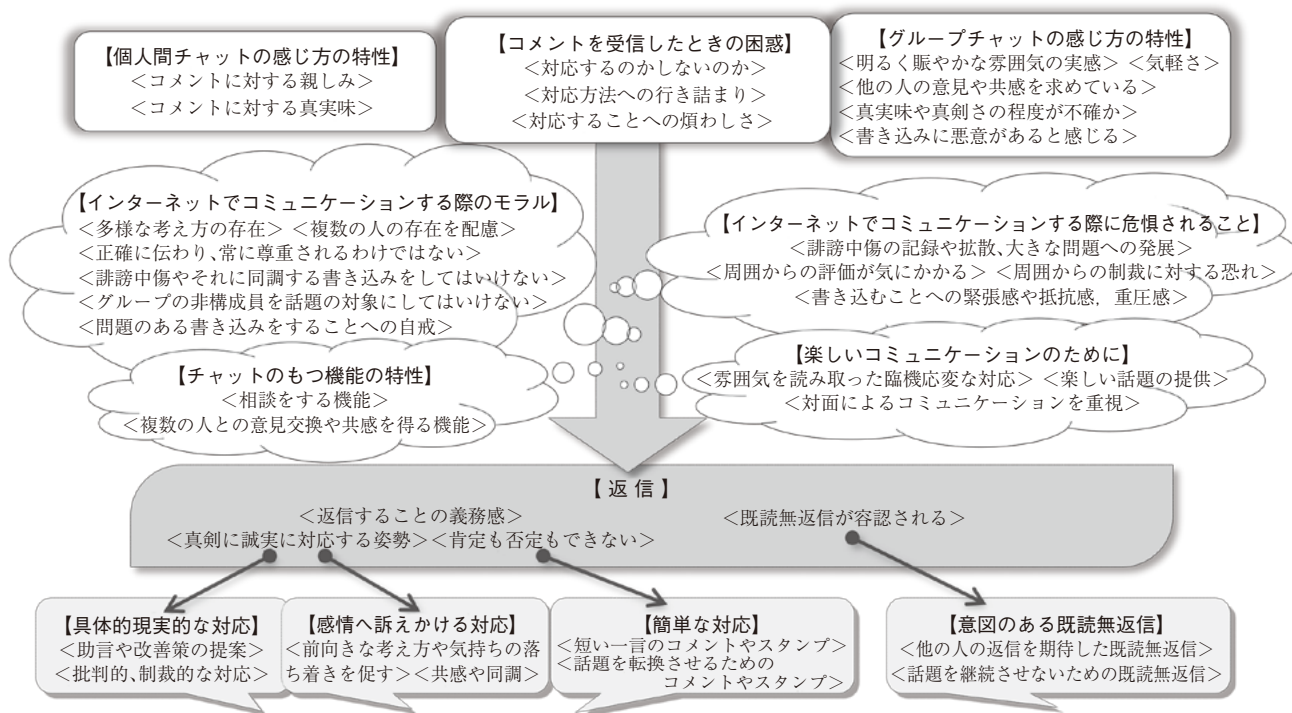 【個人間チャットの感じ方の特性】
<コメントに対する親しみ>
<コメントに対する真実味>
【コメントを受信したときの困惑】
<対応するのかしないのか>
<対応方法への行き詰まり>
<対応することへの煩わしさ>
【グループチャットの感じ方の特性】
<明るく賑やかな雰囲気の実感> <気軽さ>
<他の人の意見や共感を求めている>
<真実味や真剣さの程度が不確か>
<書き込みに悪意があると感じる>
【インターネットでコミュニケーションする際のモラル】
<多様な考え方の存在> <複数の人の存在を配慮>
<正確に伝わり、常に尊重されるわけではない>
<誹謗中傷やそれに同調する書き込みをしてはいけない>
<グループの非構成員を話題の対象にしてはいけない>
<問題のある書き込みをすることへの自戒>
【インターネットでコミュニケーションする際に危惧されること】
<誹謗中傷の記録や拡散、大きな問題への発展>
<周囲からの評価が気にかかる> <周囲からの制裁に対する恐れ>
<書き込むことへの緊張感や抵抗感，重圧感>
【チャットのもつ機能の特性】
<相談をする機能>
<複数の人との意見交換や共感を得る機能>
【楽しいコミュニケーションのために】
<雰囲気を読み取った臨機応変な対応> <楽しい話題の提供>
<対面によるコミュニケーションを重視>
【返信】
<返信することの義務感>
<既読無返信が容認される>
<真剣に誠実に対応する姿勢><肯定も否定もできない>
【具体的現実的な対応】
<助言や改善策の提案>
<批判的、制裁的な対応>
【感情へ訴えかける対応】
<前向きな考え方や気持ちの落
ち着きを促す><共感や同調>
【簡単な対応】
<短い一言のコメントやスタンプ>
<話題を転換させるための
コメントやスタンプ>
【意図のある既読無返信】
<他の人の返信を期待した既読無返信>
<話題を継続させないための既読無返信>